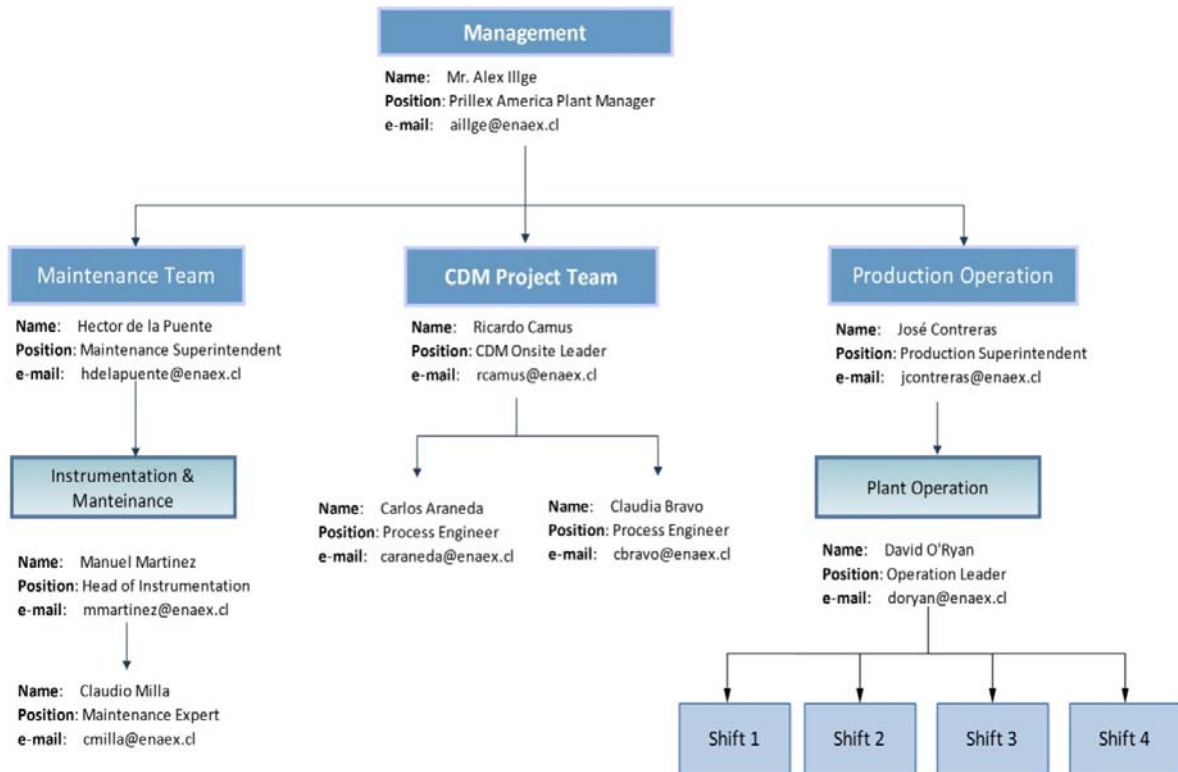 Management
Name: Mr. Alex Illge
Position: Prillex America Plant Manager
e-mail: aillge@enaex.cl
Maintenance Team
Name: Hector de la Puente
Position: Maintenance Superintendent
e-mail: hdelapuente@enaex.cl
Instrumentation &
Manteinance
Name: Manuel Martinez
Position: Head of Instrumentation
e-mail: mmartinez@enaex.cl
Name: Claudio Milla
Position: Maintenance Expert
e-mail: cmilla@enaex.cl
CDM Project Team
Name: Ricardo Camus
Position: CDM Onsite Leader
e-mail: rcamus@enaex.cl
Name: Carlos Araneda
Position: Process Engineer
e-mail: caraneda@enaex.cl
Name: Claudia Bravo
Position: Process Engineer
e-mail: cbravo@enaex.cl
Production Operation
Name: José Contreras
Position: Production Superintendent
e-mail: jcontreras@enaex.cl
Plant Operation
Name: David O'Ryan
Position: Operation Leader
e-mail: doryan@enaex.cl
Shift 1
Shift 2
Shift 3
Shift 4